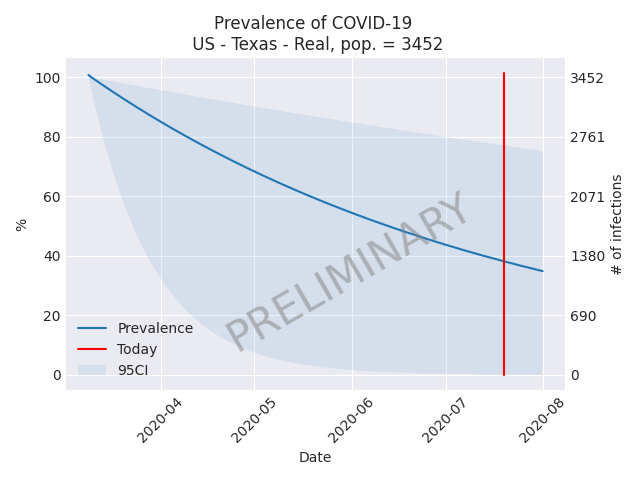 Prevalence of COVID-19
US - Texas - Real, pop. = 3452
100
80
60
40
20
0
%
3452
2761
2071
1380
690
0
# of infections
PRELIMINARY
Prevalence
Today
95CI
2020-04
2020-05
2020-06
2020-07
2020-08
Date